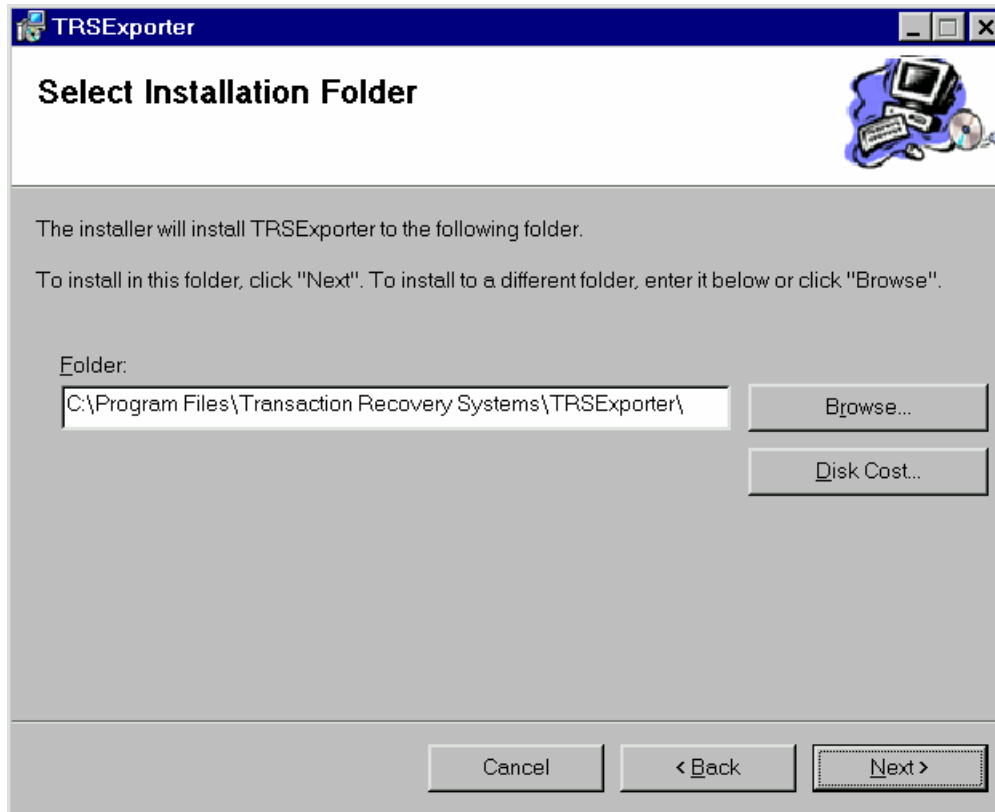 TRSExporter
Select Installation Folder
The installer will install TRSExporter to the following folder.
To install in this folder, click "Next". To install to a different folder, enter it below or click "Browse".
Folder:
C:\Program Files\Transaction Recovery Systems\TRSExporter\
Browse...
Disk Cost...
Cancel
< Back
Next >